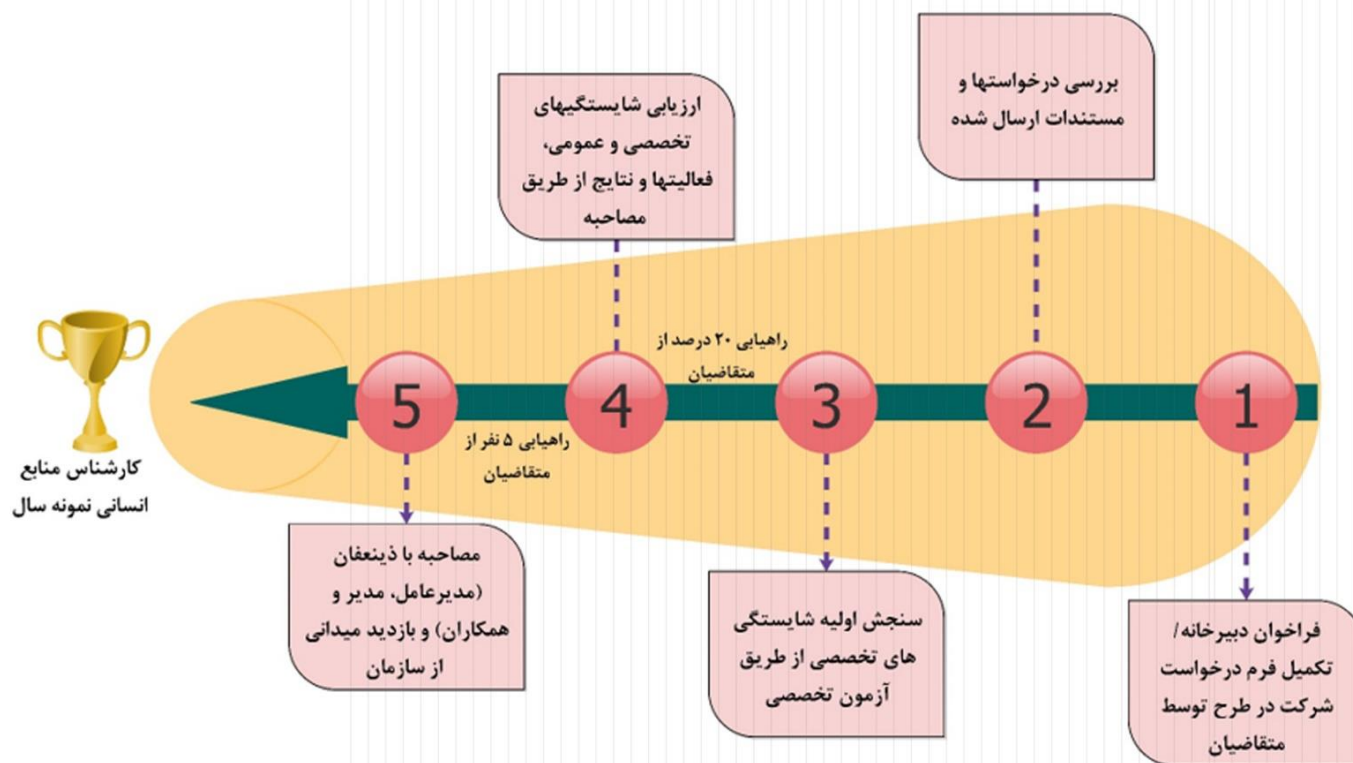 1
فراخوان دبیرخانه/
تکمیل فرم درخواست
شرکت در طرح توسط
متقاضیان
2
بررسی درخواستها و
مستندات ارسال شده
3
سنجش اولیه شایستگی
های تخصصی از طریق
آزمون تخصصی
راهیابی ۲۰ درصد از
متقاضیان
4
ارزیابی شایستگیهای
تخصصی و عمومی،
فعالیتها و نتایج از طریق
مصاحبه
راهیابی ۵ نفر از
متقاضیان
5
مصاحبه با ذینعفان
(مدیرعامل، مدیر و
همکاران) و بازدید میدانی
از سازمان
کارشناس منابع
انسانی نمونه سال